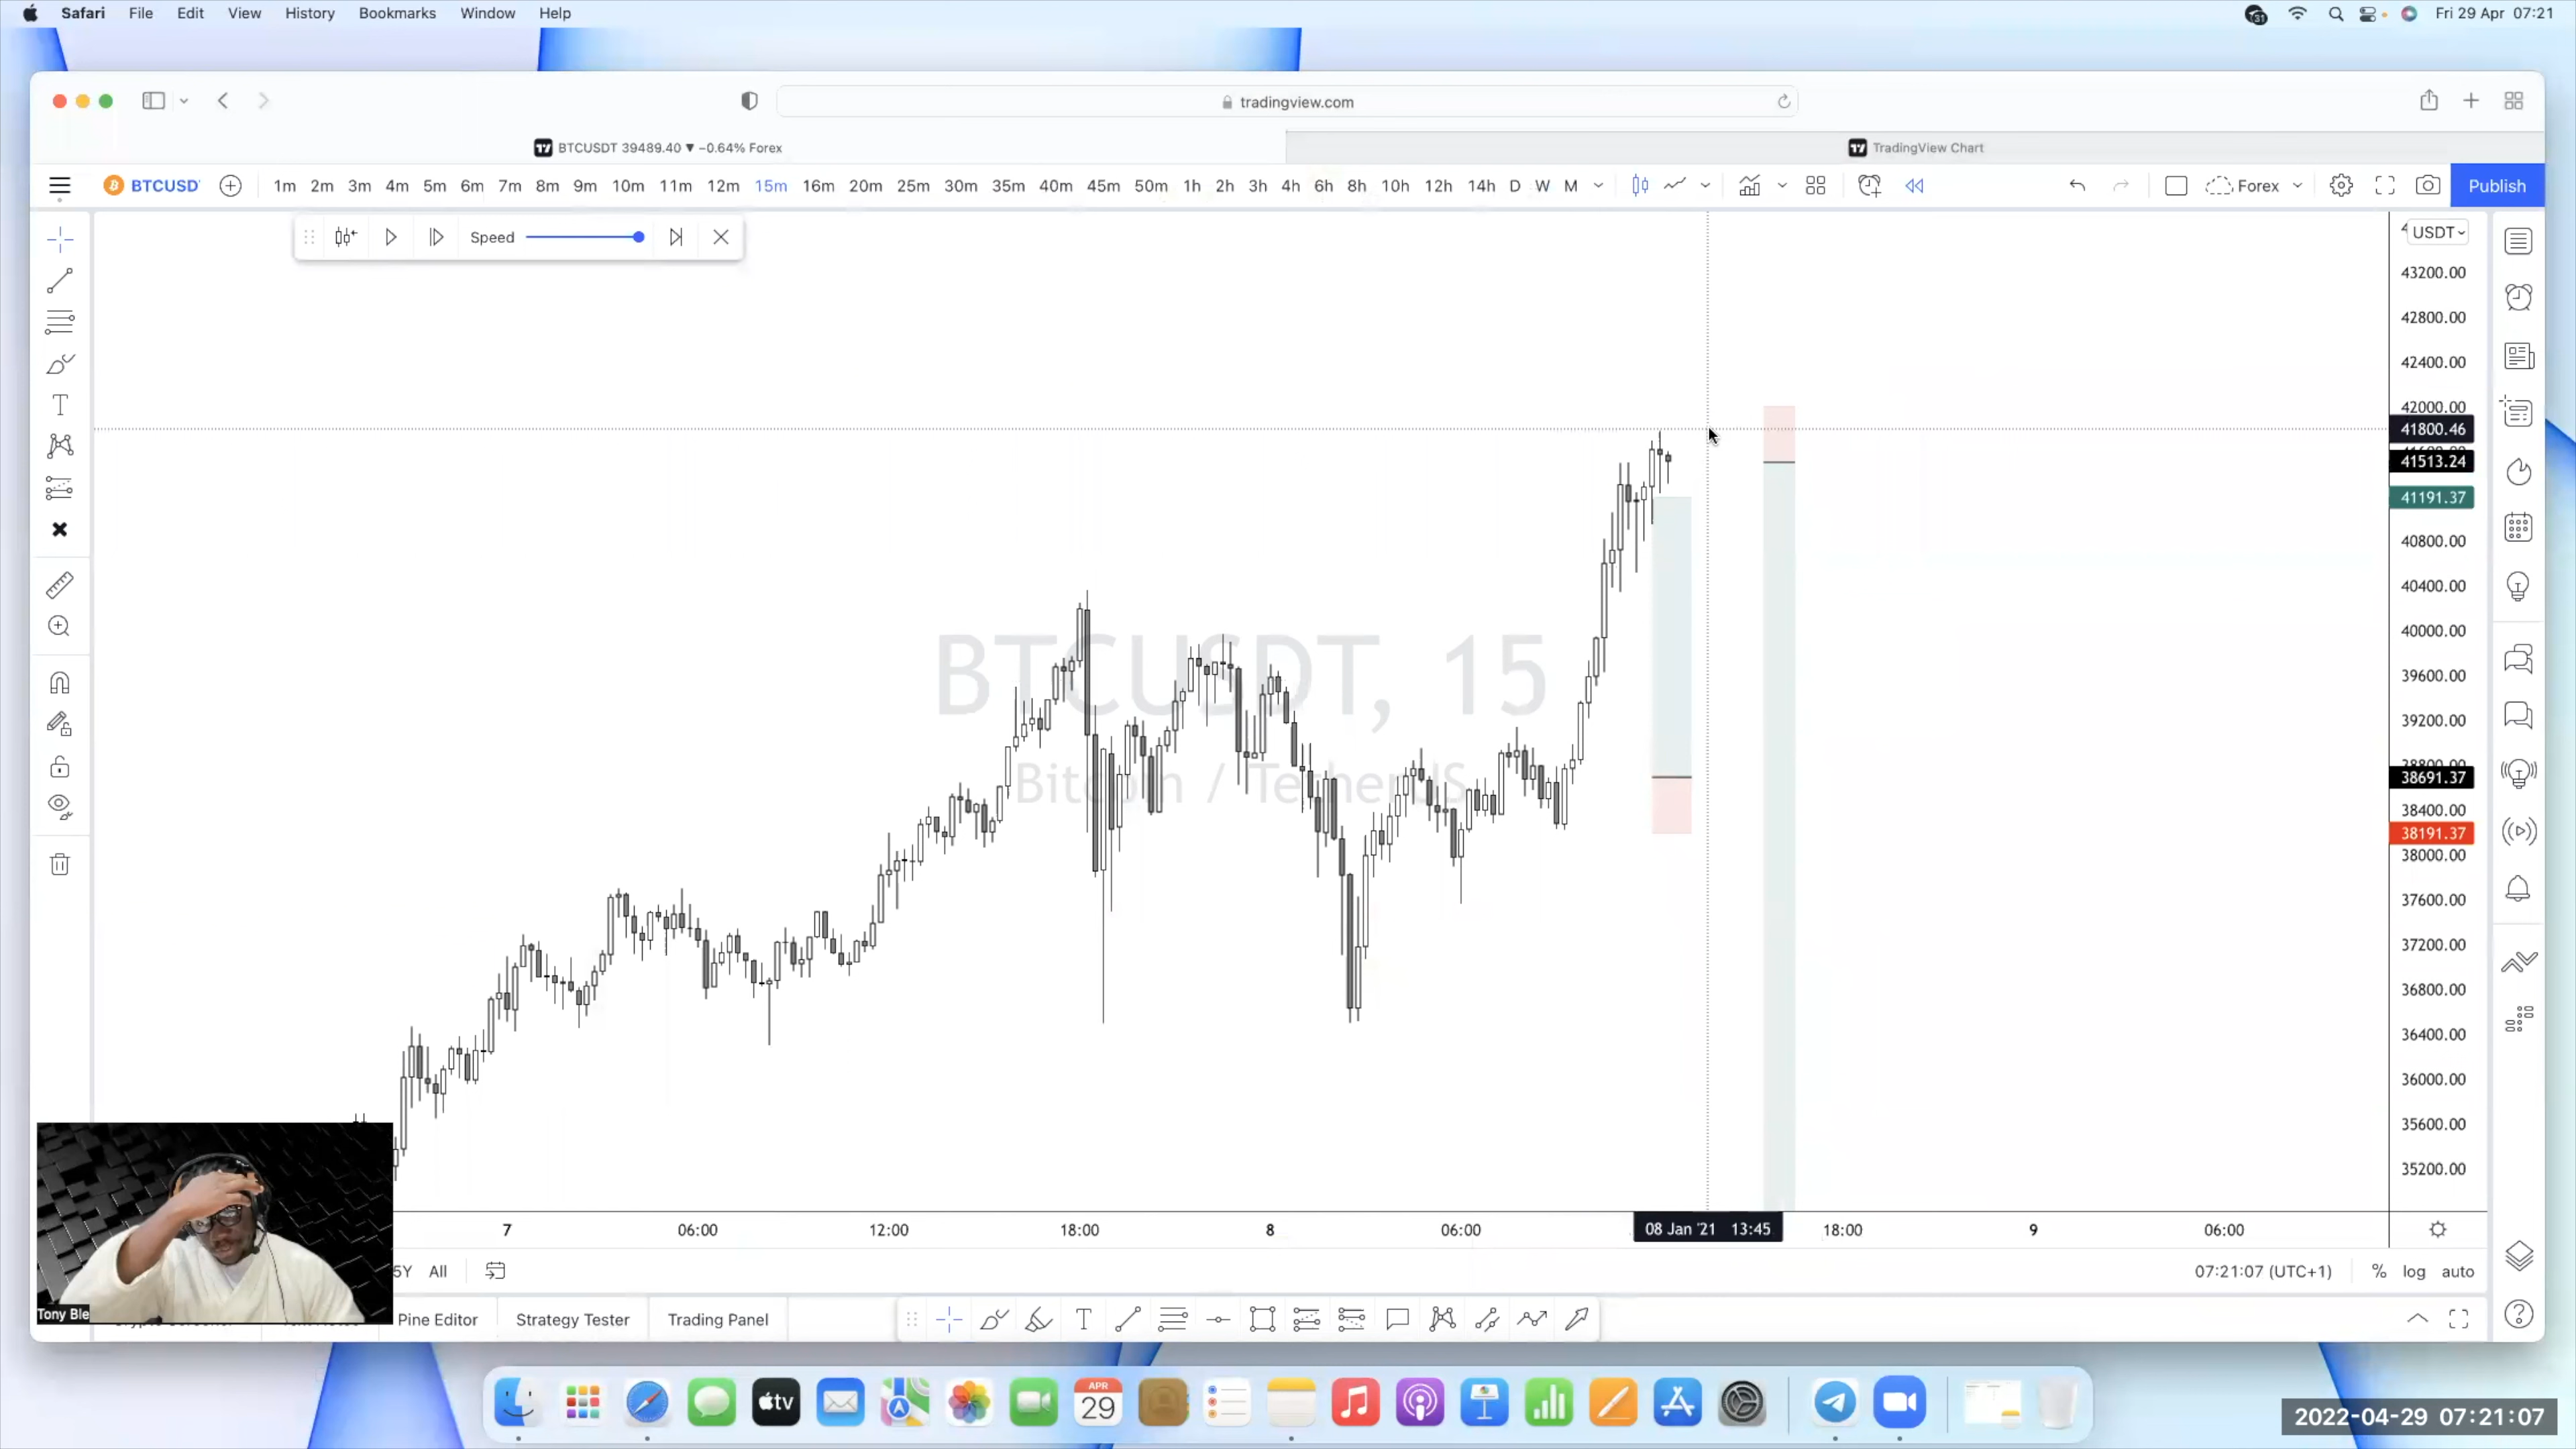 Safari File Edit View History Bookmarks Window Help
31
Fri 29 Apr 07:21
tradingview.com
BTCUSDT 39489.40 ▼ −0.64% Forex
TradingView Chart
BTCUSD
1m 2m 3m 4m 5m 6m 7m 8m 9m 10m 11m 12m 15m 16m 20m 25m 30m 35m 40m 45m 50m 1h 2h 3h 4h 6h 8h 10h 12h 14h D W M
Forex
Publish
Speed
USDT
43200.00
42800.00
42400.00
42000.00
41800.46
41513.24
41191.37
40800.00
40400.00
40000.00
39600.00
39200.00
38691.37
38400.00
38191.37
38000.00
37600.00
37200.00
36800.00
36400.00
36000.00
35600.00
35200.00
BTCUSDT, 15
Bitcoin / TetherUS
7 06:00 12:00 18:00 8 06:00 08 Jan '21 13:45 18:00 9 06:00
5Y All
07:21:07 (UTC+1) % log auto
Tony Ble
Pine Editor Strategy Tester Trading Panel
APR
29
tv
2022-04-29 07:21:07